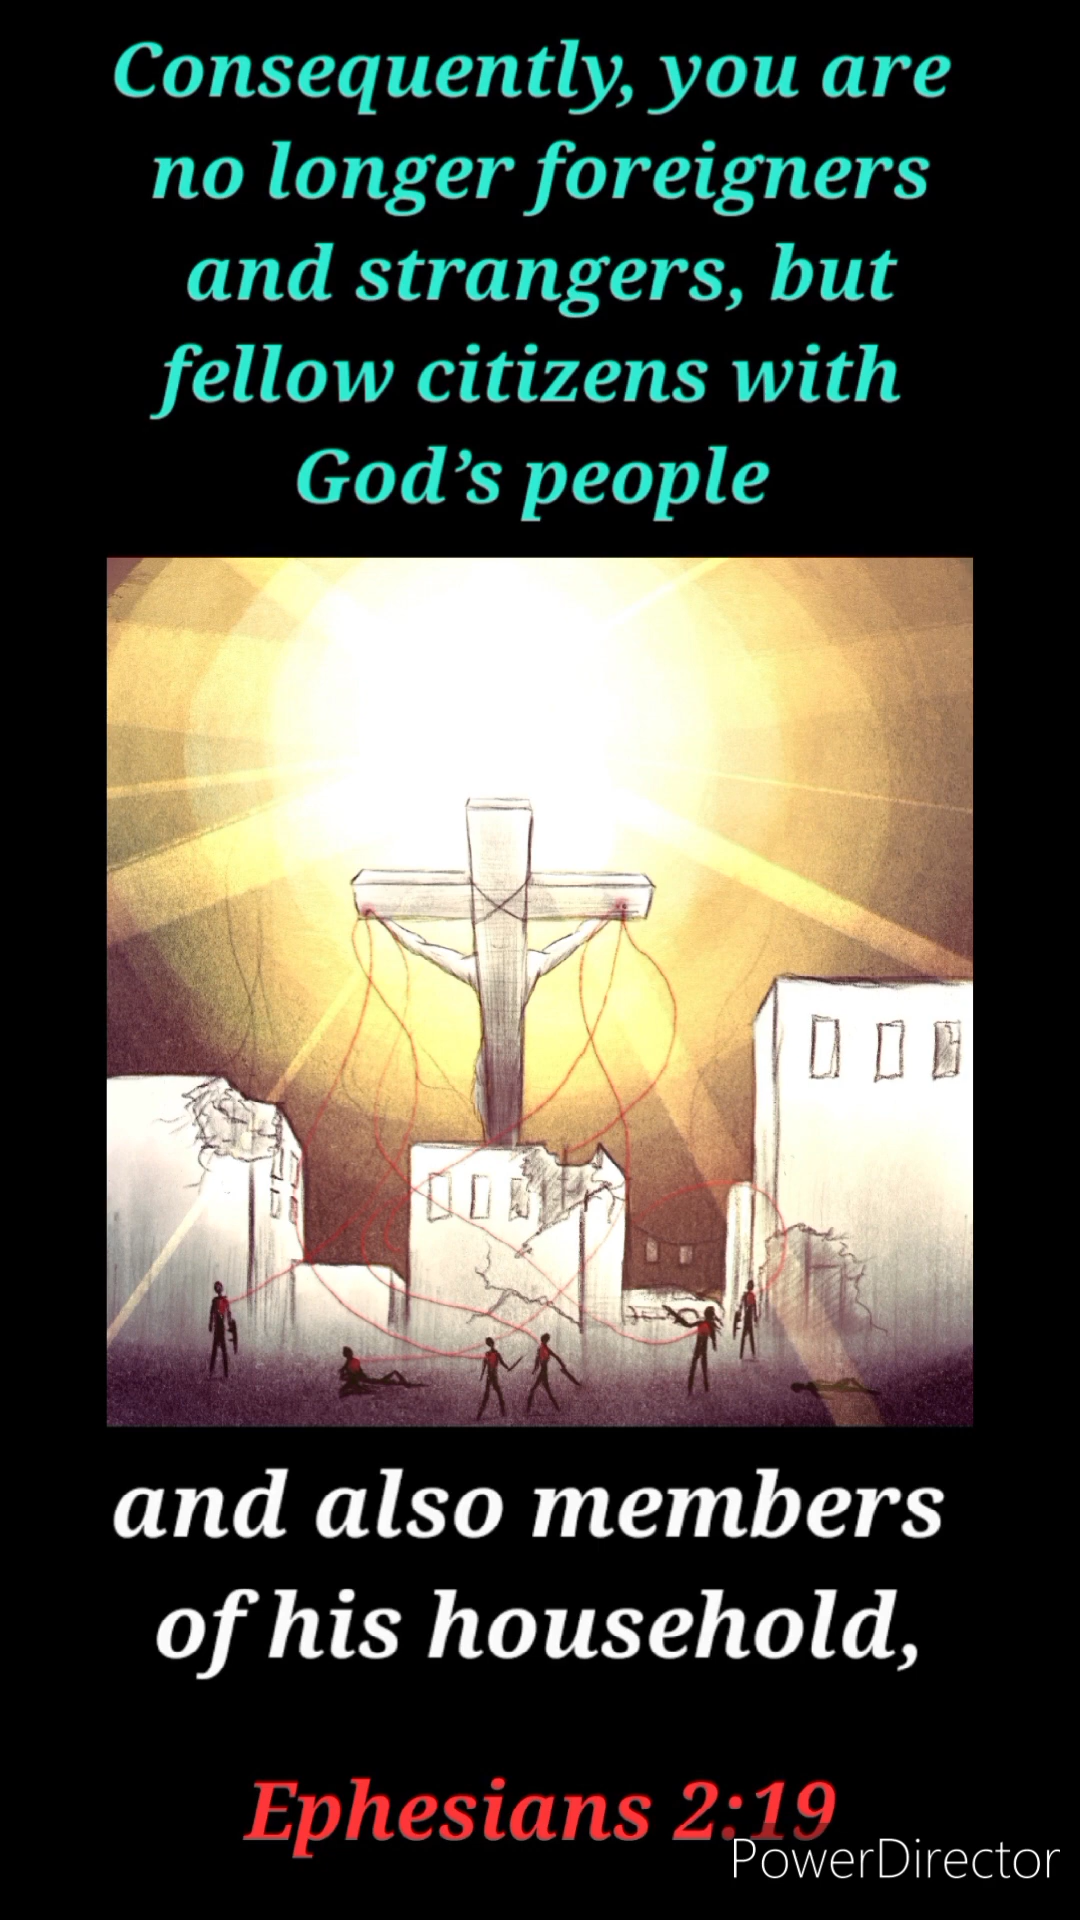 Consequently, you are
no longer foreigners
and strangers, but
fellow citizens with
God’s people
and also members
of his household,
Ephesians 2:19
PowerDirector